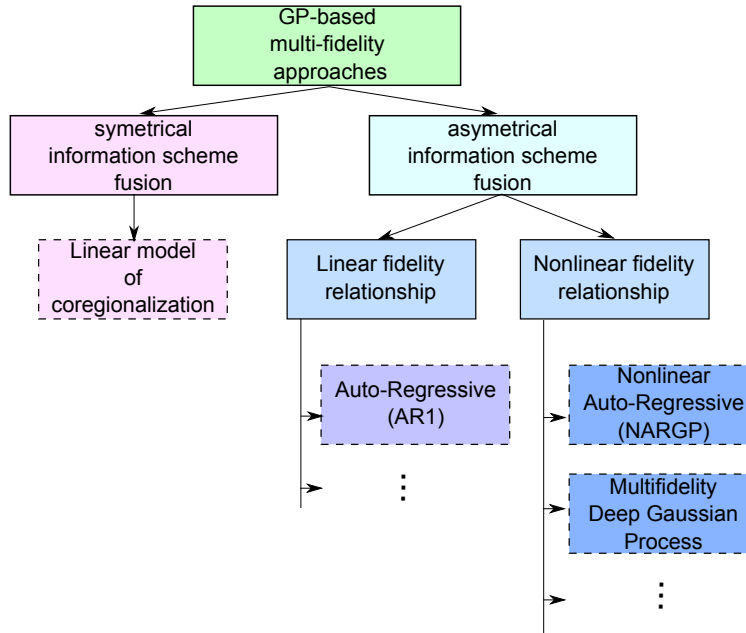 GP-based
multi-fidelity
approaches
symetrical
information scheme
fusion
asymetrical
information scheme
fusion
Linear model
of
coregionalization
Linear fidelity
relationship
Nonlinear fidelity
relationship
Auto-Regressive
(AR1)
Nonlinear
Auto-Regressive
(NARGP)
Multifidelity
Deep Gaussian
Process